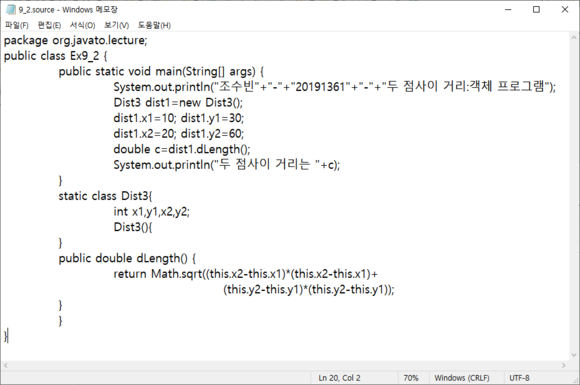 9_2.source - Windows 메모장
파일(F) 편집(E) 서식(O) 보기(V) 도움말(H)
package org.javato.lecture;
public class Ex9_2 {
public static void main(String[] args) {
System.out.println("조수빈"+"-"+"20191361"+"-"+"두 점사이 거리:객체 프로그램");
Dist3 dist1=new Dist3();
dist1.x1=10; dist1.y1=30;
dist1.x2=20; dist1.y2=60;
double c=dist1.dLength();
System.out.println("두 점사이 거리는 "+c);
}
static class Dist3{
int x1,y1,x2,y2;
Dist3(){
}
public double dLength() {
return Math.sqrt((this.x2-this.x1)*(this.x2-this.x1)+
(this.y2-this.y1)*(this.y2-this.y1));
}
}
}
Ln 20, Col 2 70% Windows (CRLF) UTF-8